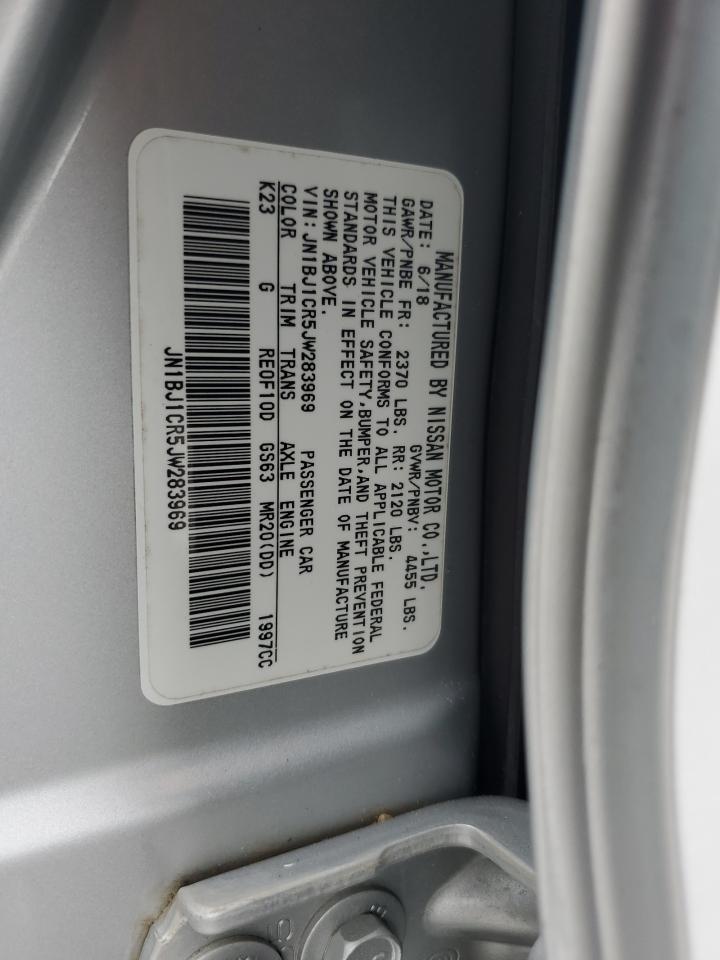 MANUFACTURED BY NISSAN MOTOR CO.,LTD.
DATE: 6/18 GVWR/PNBV: 4455 LBS.
GAWR/PNBE FR: 2370 LBS. RR: 2120 LBS.
THIS VEHICLE CONFORMS TO ALL APPLICABLE FEDERAL
MOTOR VEHICLE SAFETY,BUMPER,AND THEFT PREVENTION
STANDARDS IN EFFECT ON THE DATE OF MANUFACTURE
SHOWN ABOVE.
VIN:JN1BJ1CR5JW283969 PASSENGER CAR
COLOR TRIM TRANS AXLE ENGINE
K23 G RE0F10D GS63 MR20(DD) 1997CC
JN1BJ1CR5JW283969